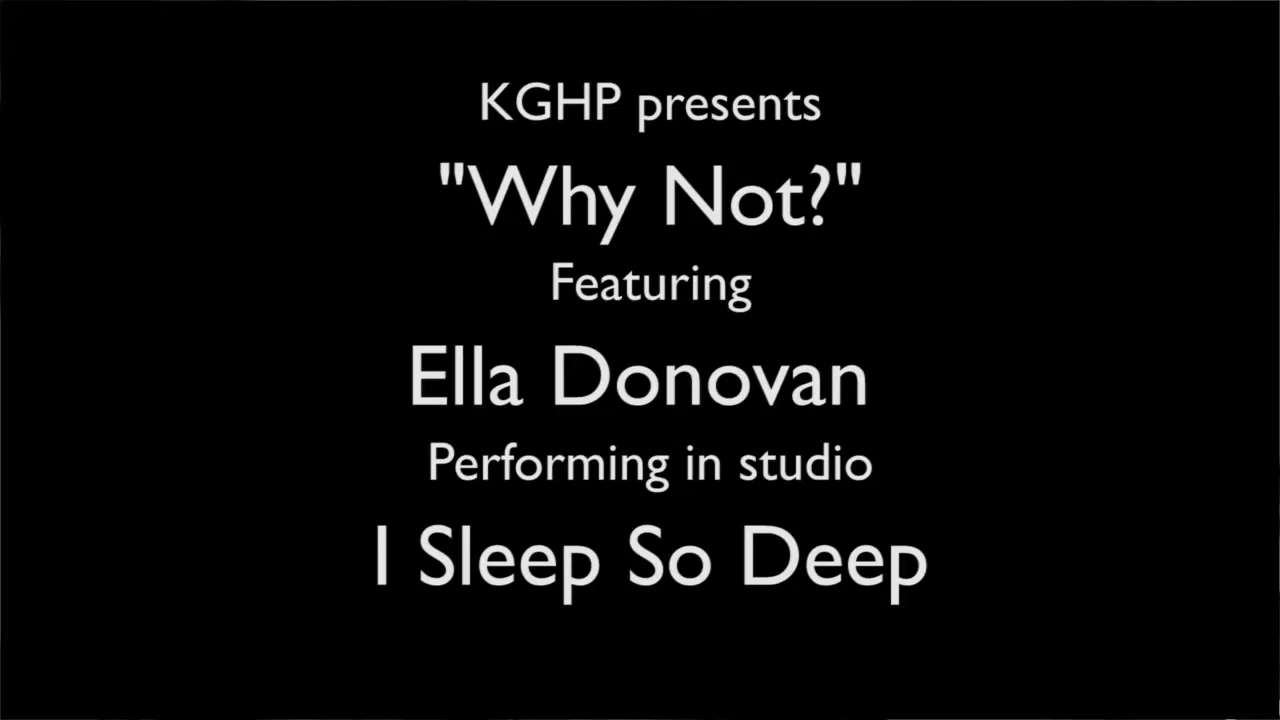 KGHP presents
"Why Not?"
Featuring
Ella Donovan
Performing in studio
I Sleep So Deep